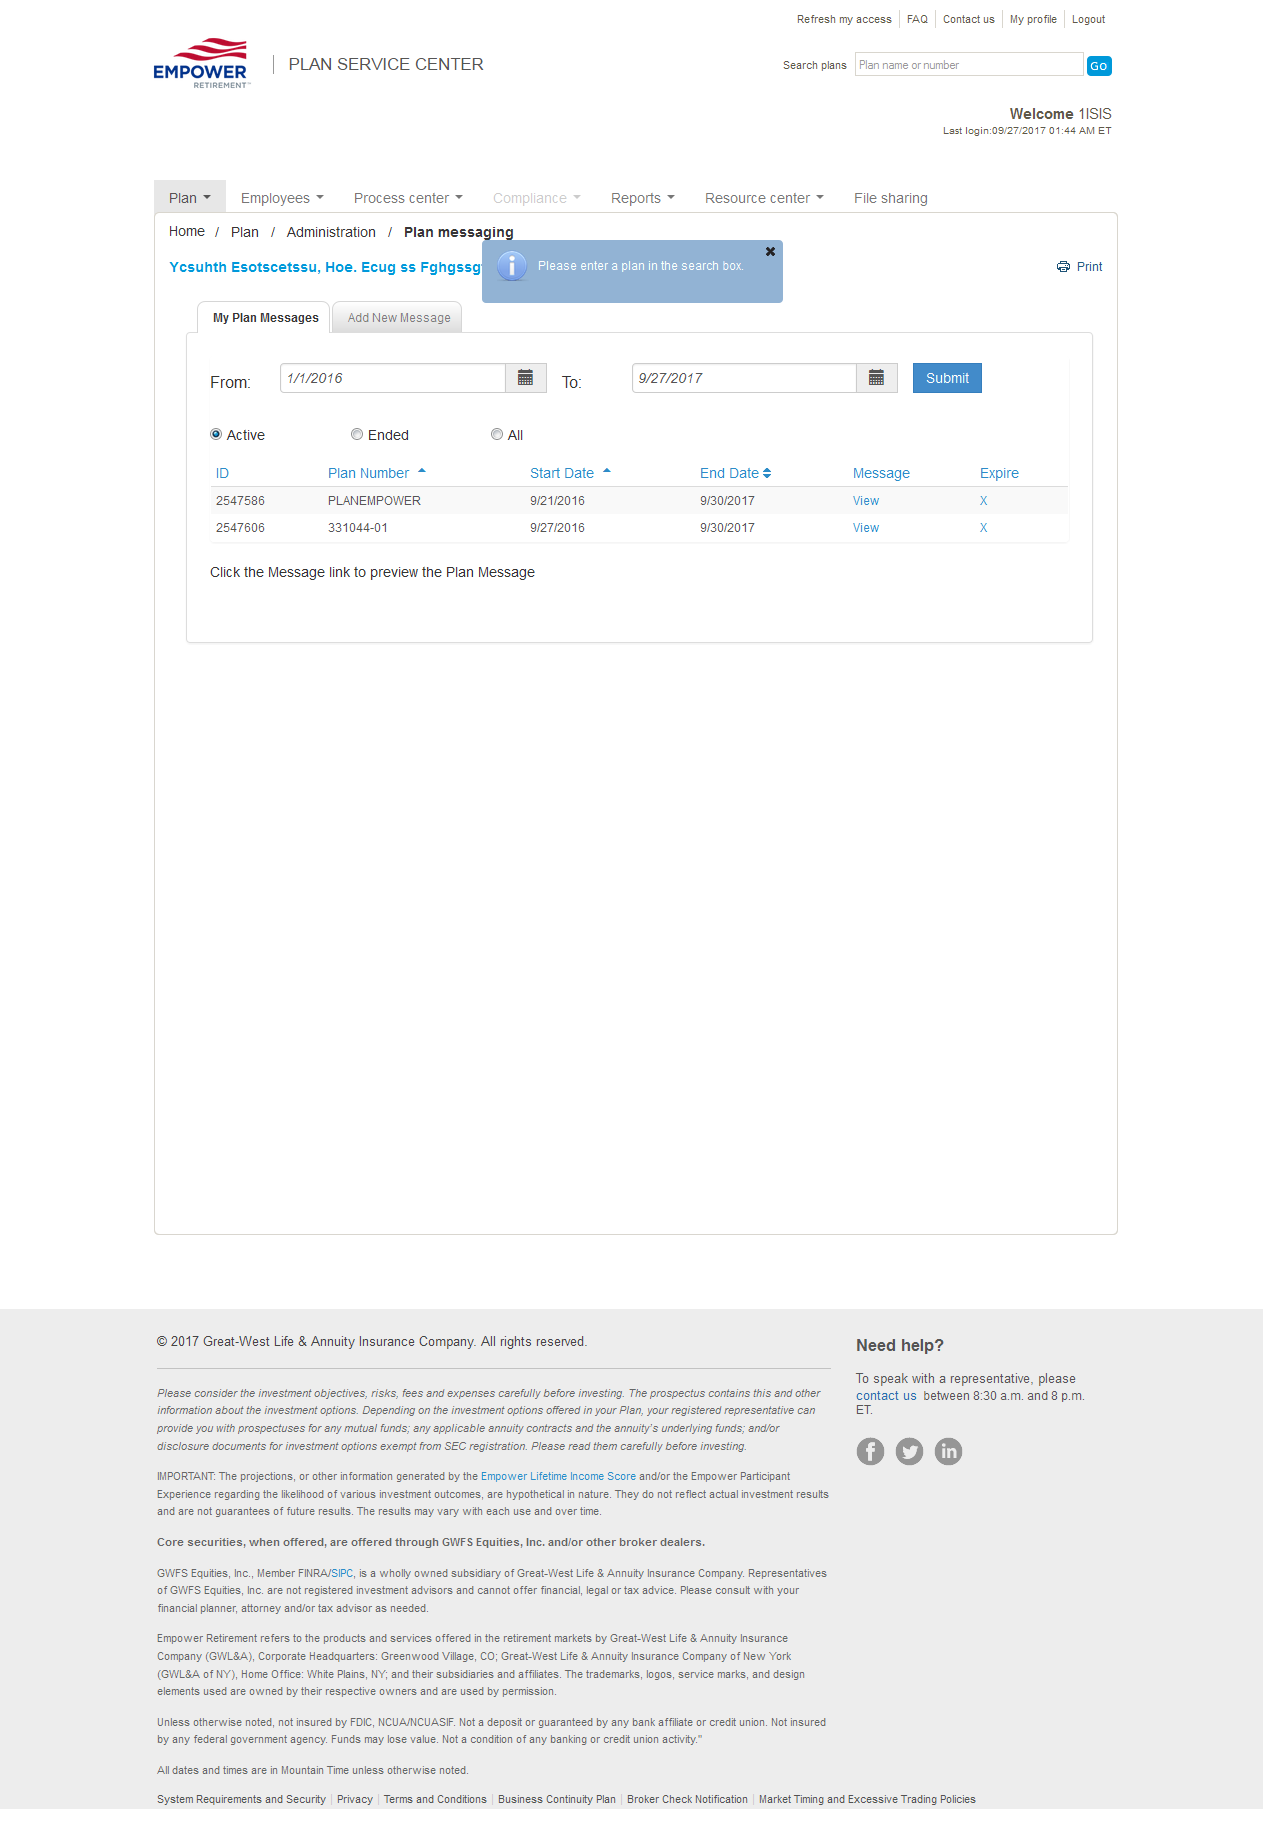 Refresh my access FAQ Contact us My profile Logout
EMPOWER
RETIREMENT
PLAN SERVICE CENTER
Search plans Plan name or number Go
Welcome 1ISIS
Last login:09/27/2017 01:44 AM ET
Plan Employees Process center Compliance Reports Resource center File sharing
Home / Plan / Administration / Plan messaging
Ycsuhth Esotscetssu, Hoe. Ecug ss
Please enter a plan in the search box.
Print
My Plan Messages Add New Message
From: 1/1/2016 To: 9/27/2017 Submit
Active Ended All
ID Plan Number Start Date End Date Message Expire
2547586 PLANEMPOWER 9/21/2016 9/30/2017 View X
2547606 331044-01 9/27/2016 9/30/2017 View X
Click the Message link to preview the Plan Message
© 2017 Great-West Life & Annuity Insurance Company. All rights reserved.
Please consider the investment objectives, risks, fees and expenses carefully before investing. The prospectus contains this and other
information about the investment options. Depending on the investment options offered in your Plan, your registered representative can
provide you with prospectuses for any mutual funds; any applicable annuity contracts and the annuity's underlying funds; and/or
disclosure documents for investment options exempt from SEC registration. Please read them carefully before investing.
IMPORTANT: The projections, or other information generated by the Empower Lifetime Income Score and/or the Empower Participant
Experience regarding the likelihood of various investment outcomes, are hypothetical in nature. They do not reflect actual investment results
and are not guarantees of future results. The results may vary with each use and over time.
Core securities, when offered, are offered through GWFS Equities, Inc. and/or other broker dealers.
GWFS Equities, Inc., Member FINRA/SIPC, is a wholly owned subsidiary of Great-West Life & Annuity Insurance Company. Representatives
of GWFS Equities, Inc. are not registered investment advisors and cannot offer financial, legal or tax advice. Please consult with your
financial planner, attorney and/or tax advisor as needed.
Empower Retirement refers to the products and services offered in the retirement markets by Great-West Life & Annuity Insurance
Company (GWL&A), Corporate Headquarters: Greenwood Village, CO; Great-West Life & Annuity Insurance Company of New York
(GWL&A of NY), Home Office: White Plains, NY; and their subsidiaries and affiliates. The trademarks, logos, service marks, and design
elements used are owned by their respective owners and are used by permission.
Unless otherwise noted, not insured by FDIC, NCUA/NCUASIF. Not a deposit or guaranteed by any bank affiliate or credit union. Not insured
by any federal government agency. Funds may lose value. Not a condition of any banking or credit union activity."
All dates and times are in Mountain Time unless otherwise noted.
System Requirements and Security Privacy Terms and Conditions Business Continuity Plan Broker Check Notification Market Timing and Excessive Trading Policies
Need help?
To speak with a representative, please
contact us between 8:30 a.m. and 8 p.m.
ET.